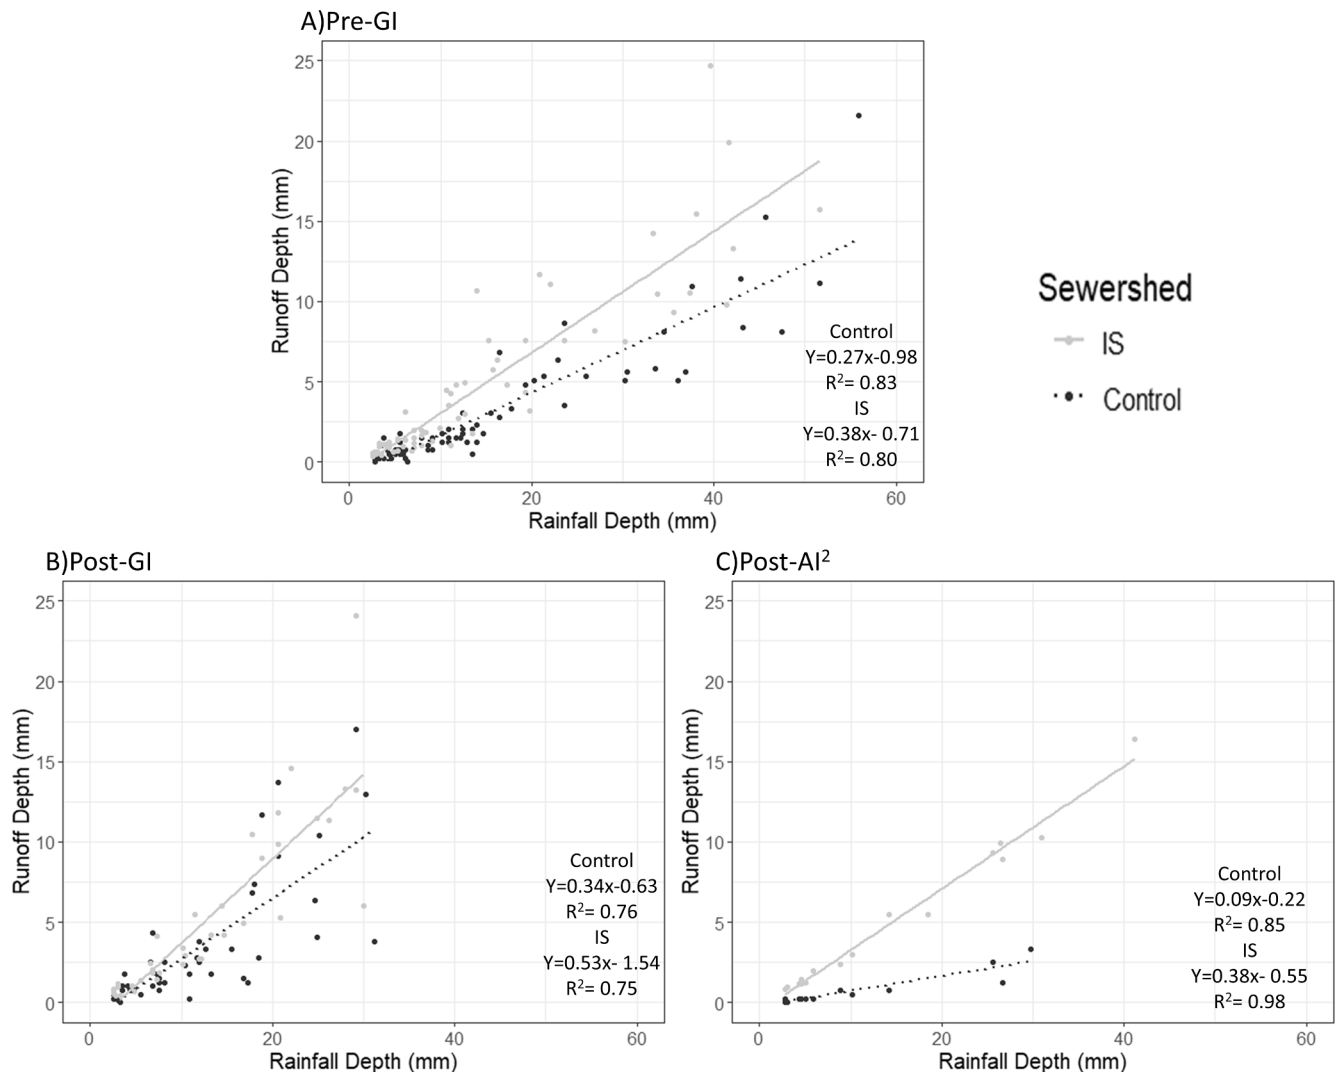 A)Pre-GI
25
20
15
10
5
0
Runoff Depth (mm)
Control
Y=0.27x-0.98
R²= 0.83
IS
Y=0.38x- 0.71
R²= 0.80
0 20 40 60
Rainfall Depth (mm)
Sewershed
IS
Control
B)Post-GI
25
20
15
10
5
0
Runoff Depth (mm)
Control
Y=0.34x-0.63
R²= 0.76
IS
Y=0.53x- 1.54
R²= 0.75
0 20 40 60
Rainfall Depth (mm)
C)Post-AI²
25
20
15
10
5
0
Runoff Depth (mm)
Control
Y=0.09x-0.22
R²= 0.85
IS
Y=0.38x- 0.55
R²= 0.98
0 20 40 60
Rainfall Depth (mm)